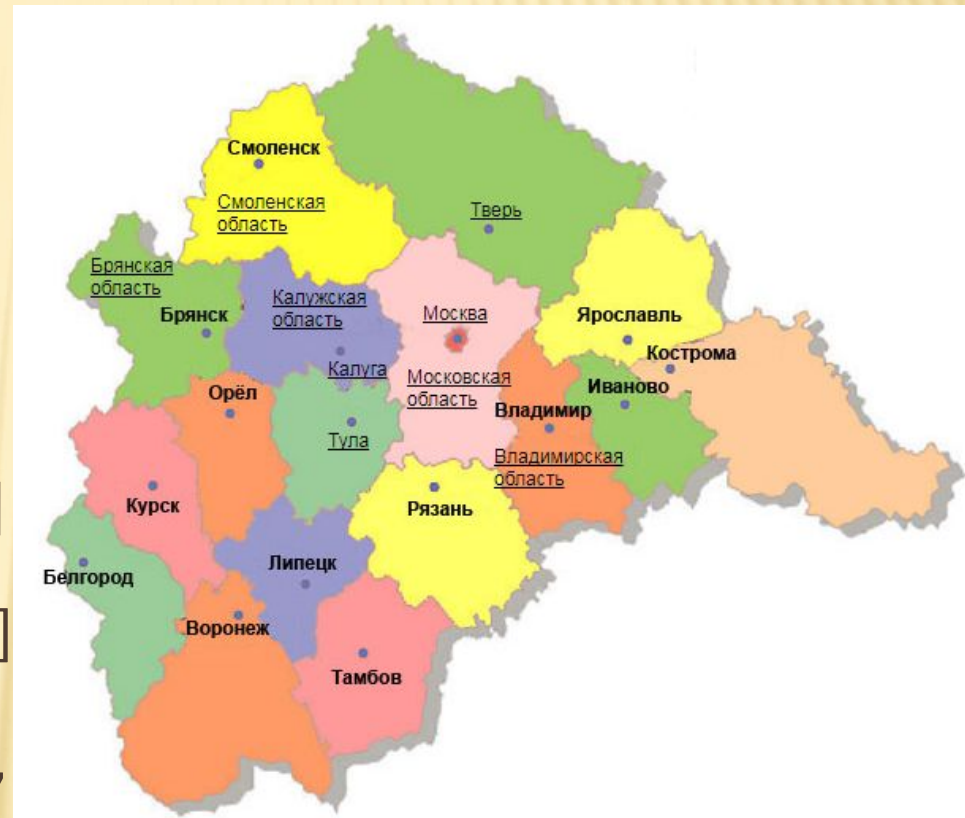 Смоленск
Смоленская
область
Тверь
Брянская
область
Брянск
Калужская
область
Калуга
Москва
Московская
область
Ярославль
Кострома
Иваново
Владимир
Владимирская
область
Орёл
Тула
Курск
Рязань
Белгород
Липецк
Воронеж
Тамбов